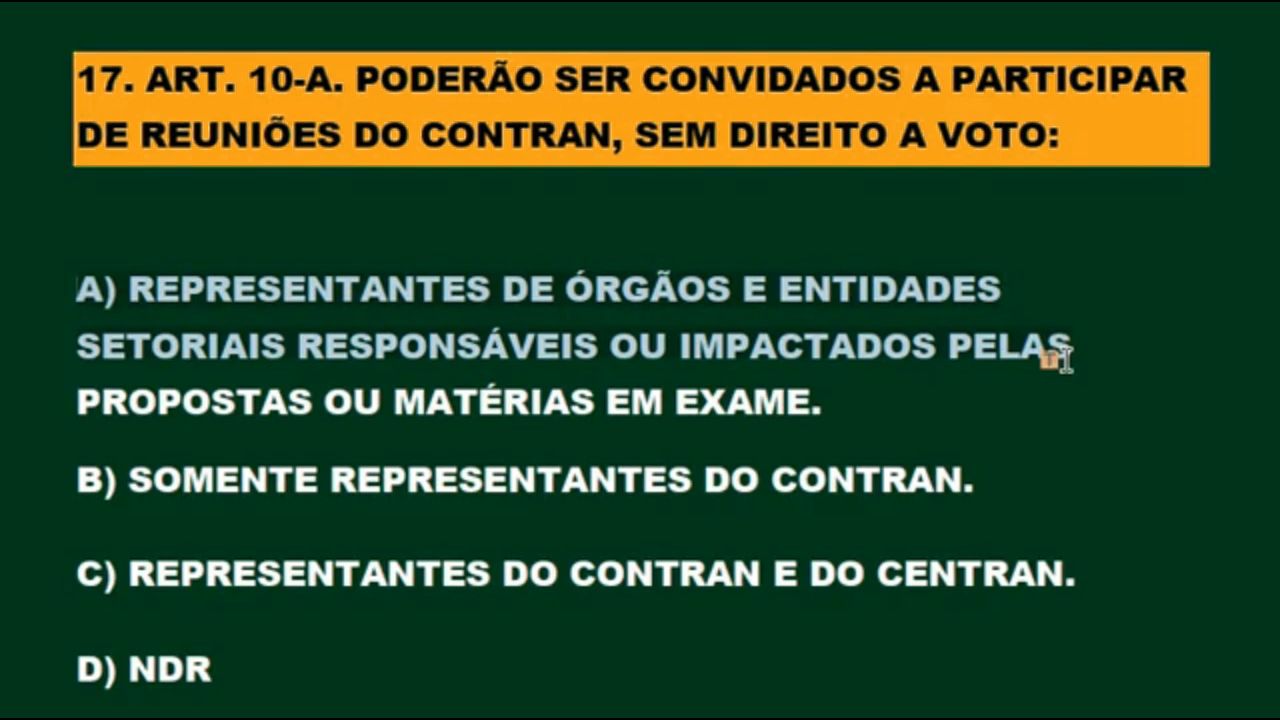 17. ART. 10-A. PODERÃO SER CONVIDADOS A PARTICIPAR
DE REUNIÕES DO CONTRAN, SEM DIREITO A VOTO:
A) REPRESENTANTES DE ÓRGÃOS E ENTIDADES
SETORIAIS RESPONSÁVEIS OU IMPACTADOS PELAS
PROPOSTAS OU MATÉRIAS EM EXAME.
B) SOMENTE REPRESENTANTES DO CONTRAN.
C) REPRESENTANTES DO CONTRAN E DO CENTRAN.
D) NDR